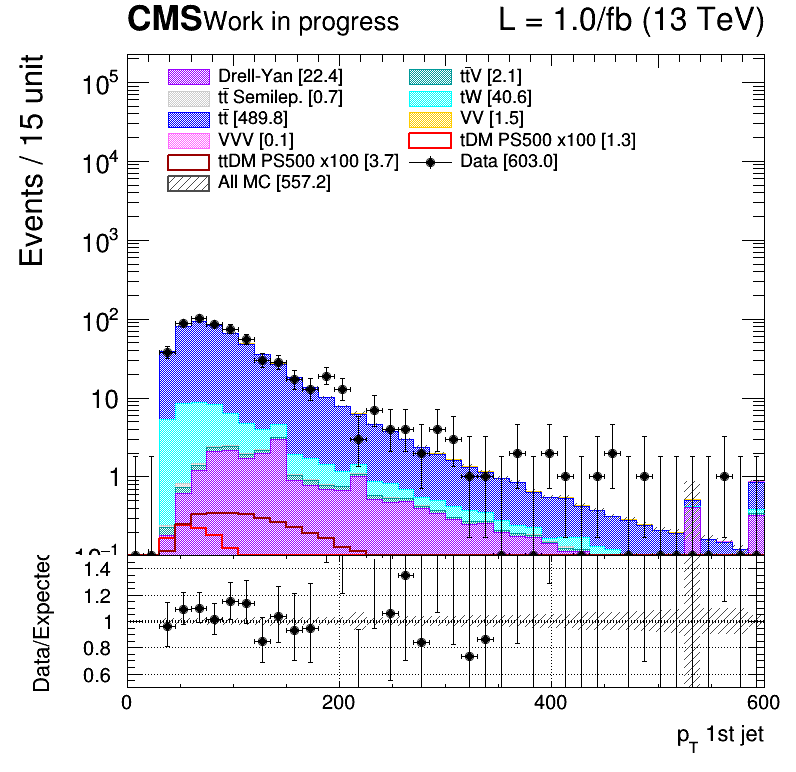 CMS Work in progress L = 1.0/fb (13 TeV)
Events / 15 unit
Drell-Yan [22.4] tt̄V [2.1]
tt̄ Semilep. [0.7] tW [40.6]
tt̄ [489.8] VV [1.5]
VVV [0.1] tDM PS500 x100 [1.3]
ttDM PS500 x100 [3.7] Data [603.0]
All MC [557.2]
10⁵
10⁴
10³
10²
10
1
10⁻¹
Data/Expected
1.4
1.2
1
0.8
0.6
0 200 400 600
p_T 1st jet